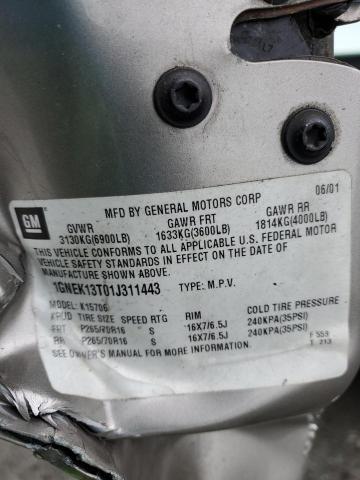 GM
MFD BY GENERAL MOTORS CORP 06/01
GVWR GAWR FRT GAWR RR
3130KG(6900LB) 1633KG(3600LB) 1814KG(4000LB)
THIS VEHICLE CONFORMS TO ALL APPLICABLE U.S. FEDERAL MOTOR
VEHICLE SAFETY STANDARDS IN EFFECT ON THE DATE OF
MANUFACTURE SHOWN ABOVE.
1GNEK13T01J311443 TYPE: M.P.V.
MODEL: K15706
TIRE SIZE SPEED RTG RIM COLD TIRE PRESSURE
FRT P265/70R16 S 16X7/6.5J 240KPA(35PSI)
RR P265/70R16 S 16X7/6.5J 240KPA(35PSI)
SEE OWNER'S MANUAL FOR MORE INFORMATION. F 553
T 213